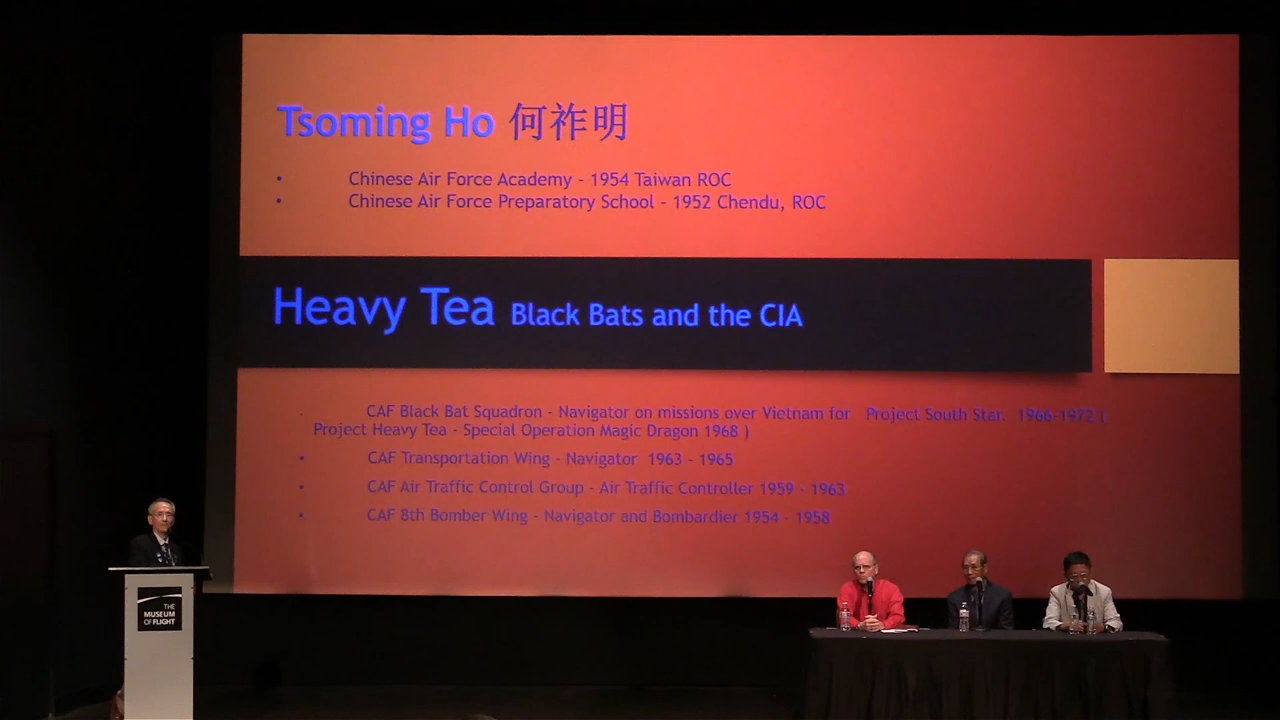 Tsoming Ho 何祚明
• Chinese Air Force Academy - 1954 Taiwan ROC
• Chinese Air Force Preparatory School - 1952 Chendu, ROC
Heavy Tea Black Bats and the CIA
• CAF Black Bat Squadron - Navigator on missions over Vietnam for Project South Star. 1966-1972 (
Project Heavy Tea - Special Operation Magic Dragon 1968 )
• CAF Transportation Wing - Navigator 1963 - 1965
• CAF Air Traffic Control Group - Air Traffic Controller 1959 - 1963
• CAF 8th Bomber Wing - Navigator and Bombardier 1954 - 1958
THE
MUSEUM
OF FLIGHT